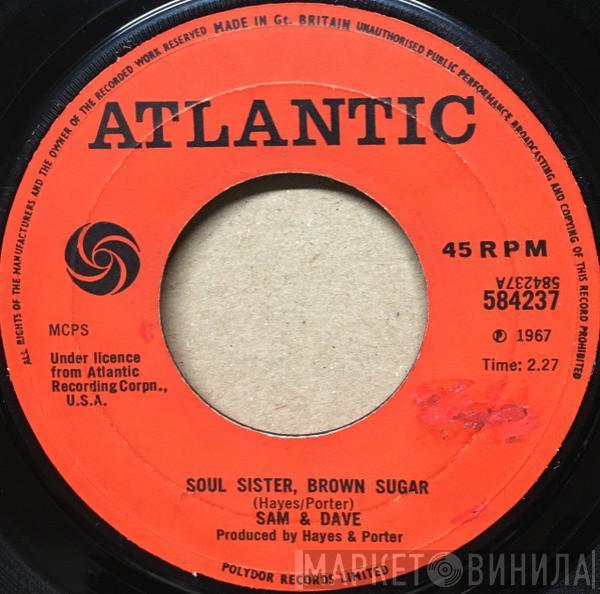 ALL RIGHTS OF THE MANUFACTURERS AND THE OWNER OF THE RECORDED WORK RESERVED MADE IN Gt. BRITAIN UNAUTHORISED PUBLIC PERFORMANCE BROADCASTING AND COPYING OF THIS RECORD PROHIBITED
ATLANTIC
45 RPM
584237A
584237
℗ 1967
Time: 2.27
MCPS
Under licence
from Atlantic
Recording Corpn.,
U.S.A.
SOUL SISTER, BROWN SUGAR
(Hayes/Porter)
SAM & DAVE
Produced by Hayes & Porter
POLYDOR RECORDS LIMITED
МАРКЕТ ВИНИЛА